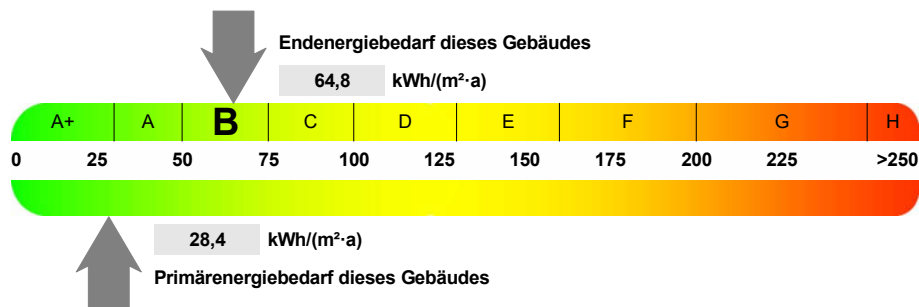 Endenergiebedarf dieses Gebäudes
64,8 kWh/(m²·a)
A+ A B C D E F G H
0 25 50 75 100 125 150 175 200 225 >250
28,4 kWh/(m²·a)
Primärenergiebedarf dieses Gebäudes